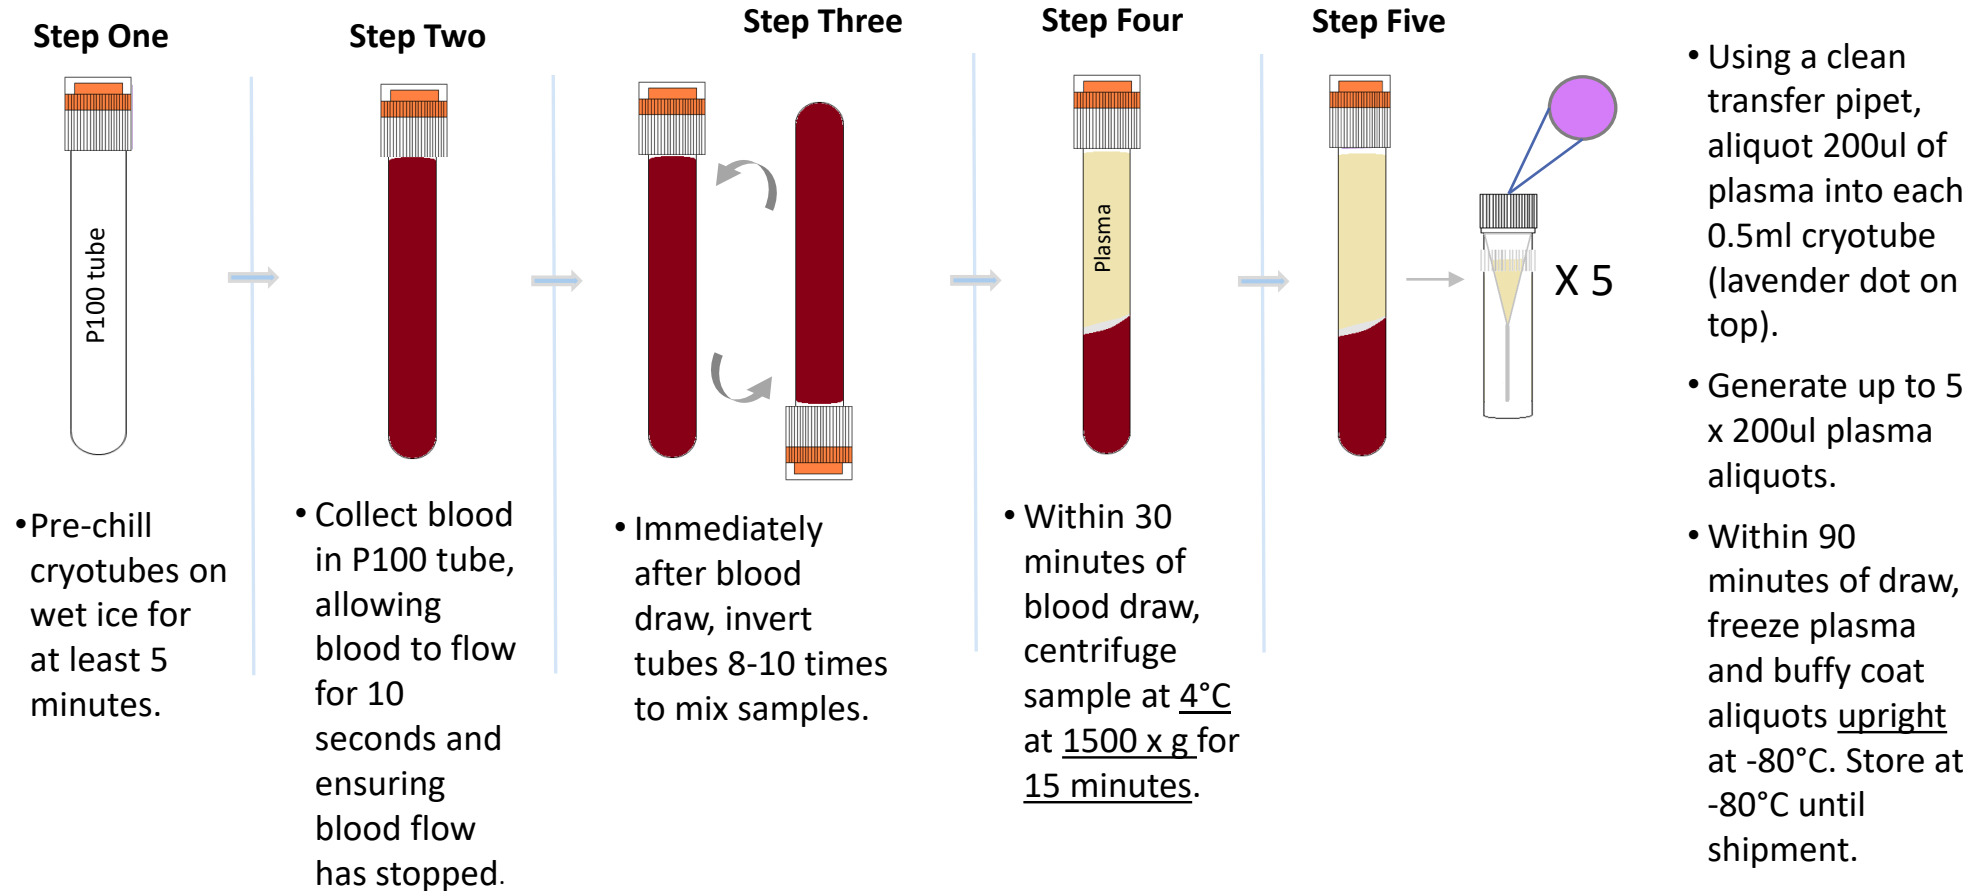 Step One
P100 tube
•Pre-chill
cryotubes on
wet ice for
at least 5
minutes.
Step Two
• Collect blood
in P100 tube,
allowing
blood to flow
for 10
seconds and
ensuring
blood flow
has stopped.
Step Three
• Immediately
after blood
draw, invert
tubes 8-10 times
to mix samples.
Step Four
Plasma
• Within 30
minutes of
blood draw,
centrifuge
sample at 4°C
at 1500 x g for
15 minutes.
Step Five
X 5
• Using a clean
transfer pipet,
aliquot 200ul of
plasma into each
0.5ml cryotube
(lavender dot on
top).
• Generate up to 5
x 200ul plasma
aliquots.
• Within 90
minutes of draw,
freeze plasma
and buffy coat
aliquots upright
at -80°C. Store at
-80°C until
shipment.